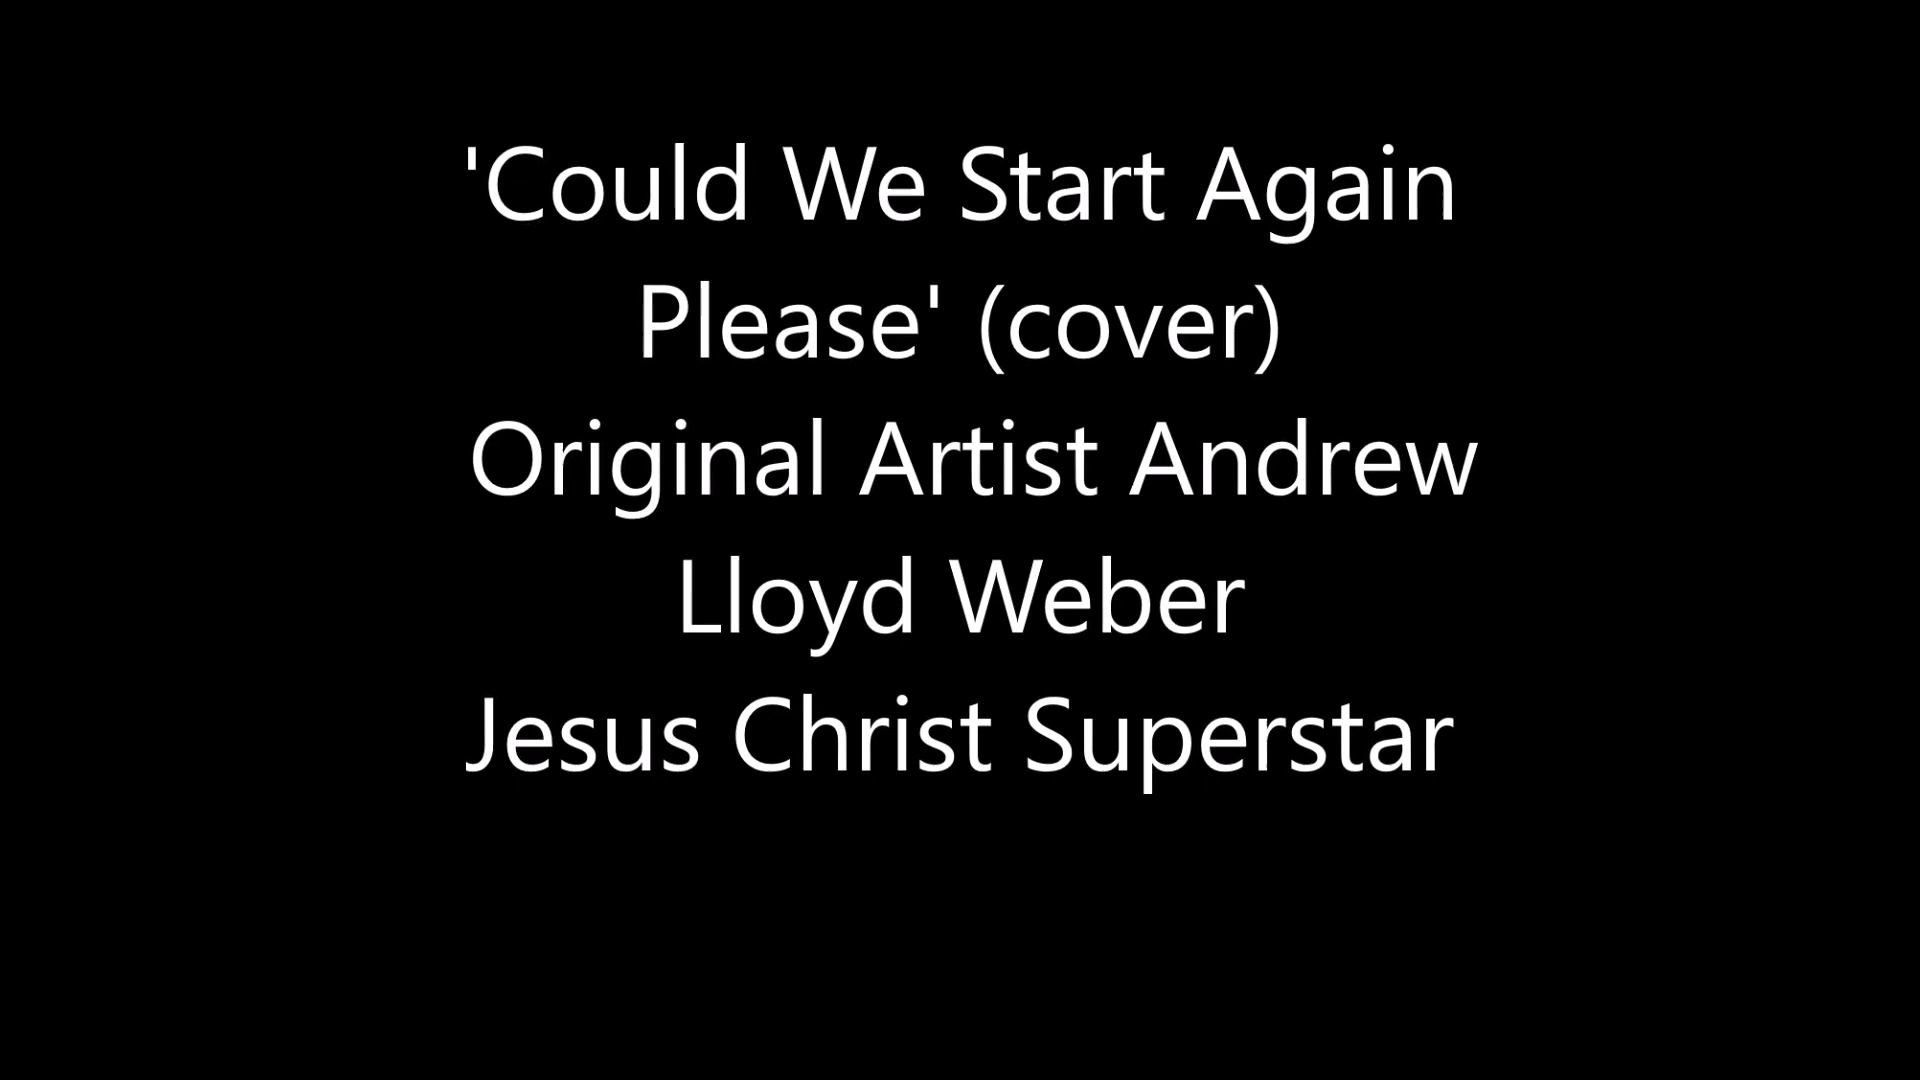 'Could We Start Again
Please' (cover)
Original Artist Andrew
Lloyd Weber
Jesus Christ Superstar